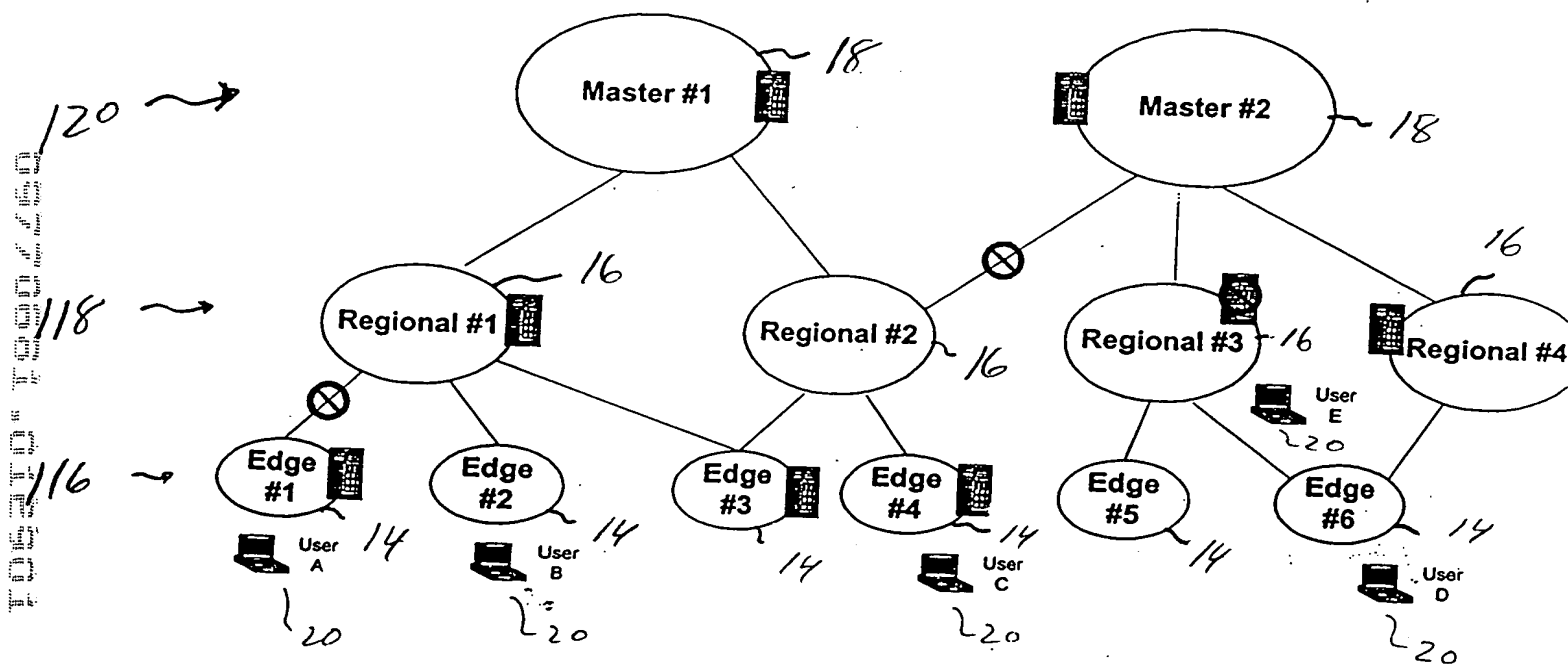 120
Master #1
18
Master #2
18
118
Regional #1
16
Regional #2
16
Regional #3
16
16
Regional #4
User
E
20
116
Edge
#1
14
Edge
#2
14
Edge
#3
14
Edge
#4
14
Edge
#5
14
Edge
#6
14
User
A
20
User
B
20
User
C
20
User
D
20